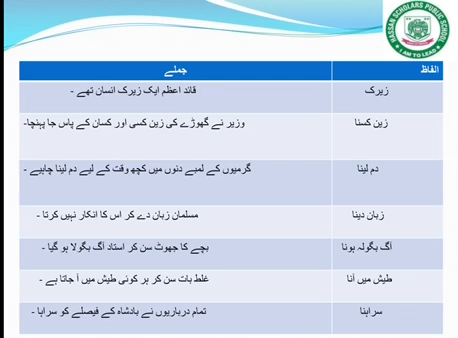 HASSAN SCHOLARS PUBLIC SCHOOL
I AM TO LEAD
الفاظ جملے
زیرک قائد اعظم ایک زیرک انسان تھے -
زین کسنا وزیر نے گھوڑے کی زین کسی اور کسان کے پاس جا پہنچا-
دم لینا گرمیوں کے لمبے دنوں میں کچھ وقت کے لیے دم لینا چاہیے -
زبان دینا مسلمان زبان دے کر اس کا انکار نہیں کرتا -
آگ بگولہ ہونا بچے کا جھوٹ سن کر استاد آگ بگولا ہو گیا -
طیش میں آنا غلط بات سن کر ہر کوئی طیش میں آ جاتا ہے -
سراہنا تمام درباریوں نے بادشاہ کے فیصلے کو سراہا -